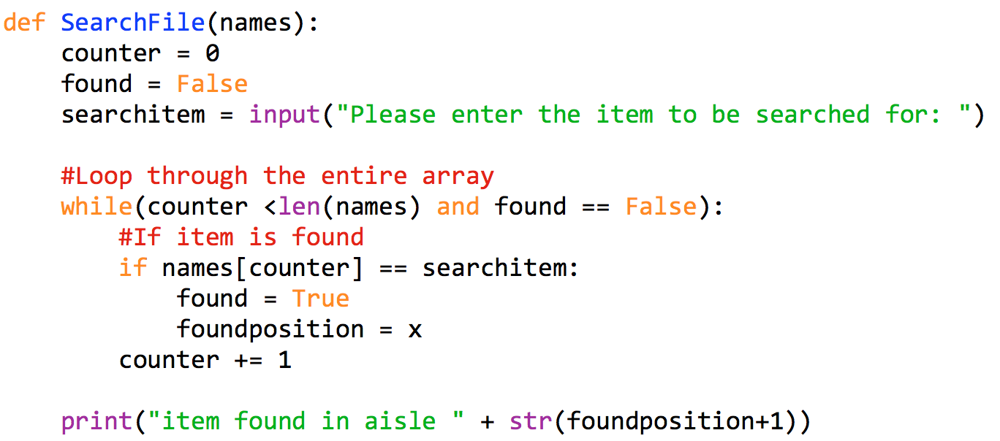 def SearchFile(names):
    counter = 0
    found = False
    searchitem = input("Please enter the item to be searched for: ")

    #Loop through the entire array
    while(counter <len(names) and found == False):
        #If item is found
        if names[counter] == searchitem:
            found = True
            foundposition = x
        counter += 1

    print("item found in aisle " + str(foundposition+1))